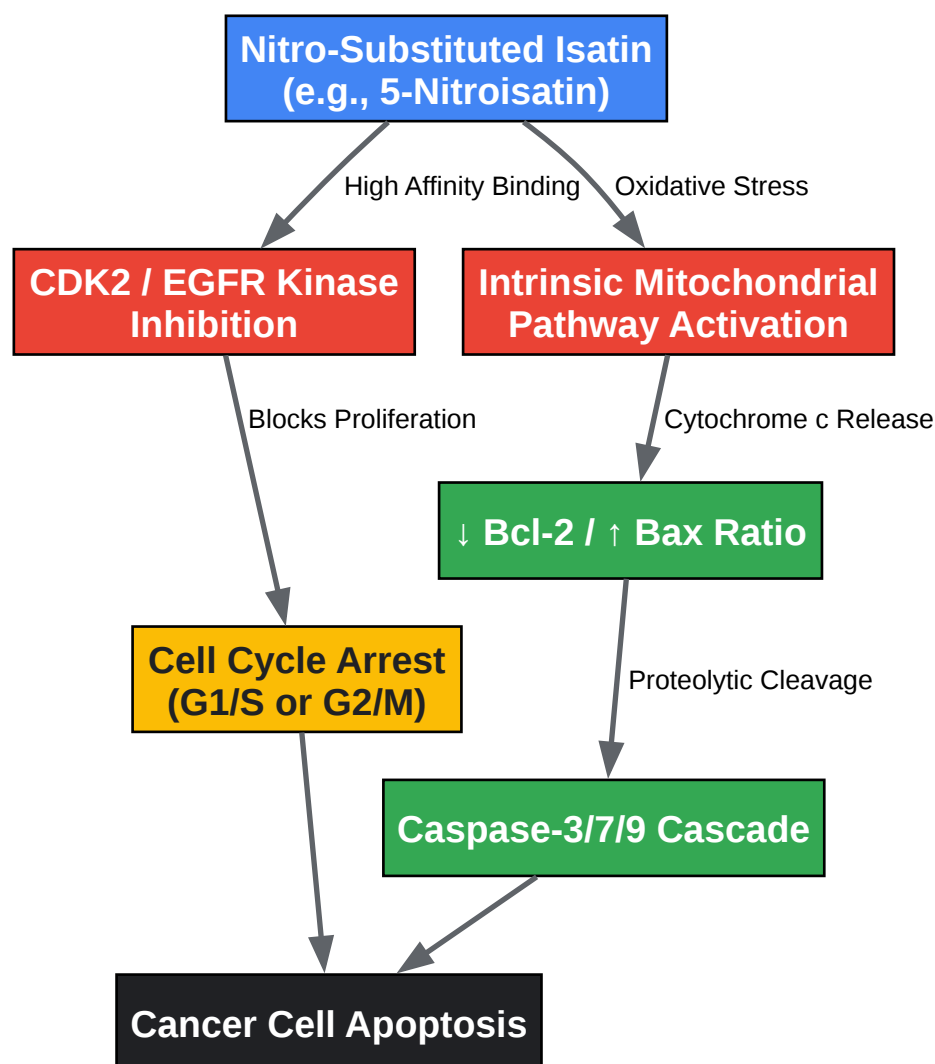 Nitro-Substituted Isatin
(e.g., 5-Nitroisatin)
High Affinity Binding
Oxidative Stress
CDK2 / EGFR Kinase
Inhibition
Intrinsic Mitochondrial
Pathway Activation
Blocks Proliferation
Cytochrome c Release
↓ Bcl-2 / ↑ Bax Ratio
Cell Cycle Arrest
(G1/S or G2/M)
Proteolytic Cleavage
Caspase-3/7/9 Cascade
Cancer Cell Apoptosis